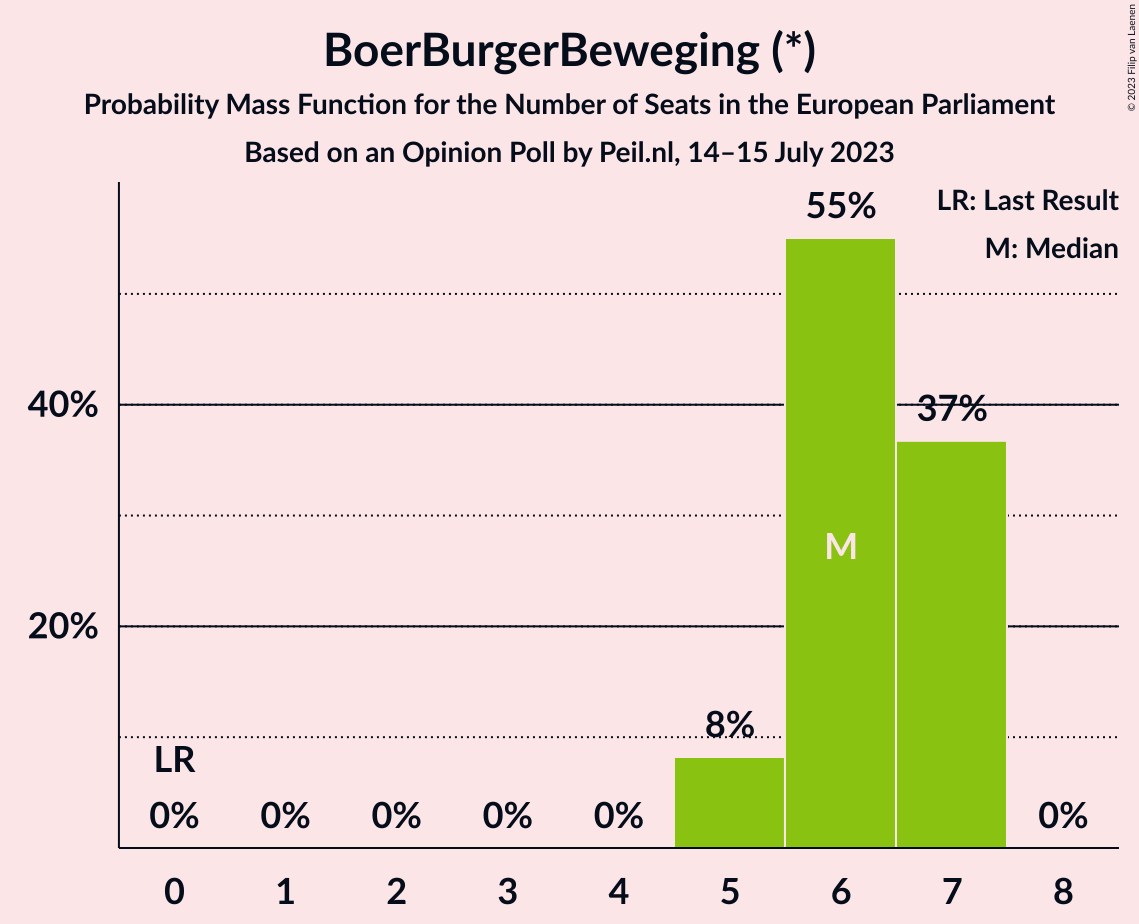 BoerBurgerBeweging (*)
Probability Mass Function for the Number of Seats in the European Parliament
Based on an Opinion Poll by Peil.nl, 14–15 July 2023
© 2023 Filip van Laenen
LR: Last Result
M: Median
55%
40%
37%
M
20%
8%
LR
0% 0% 0% 0% 0% 0%
0 1 2 3 4 5 6 7 8